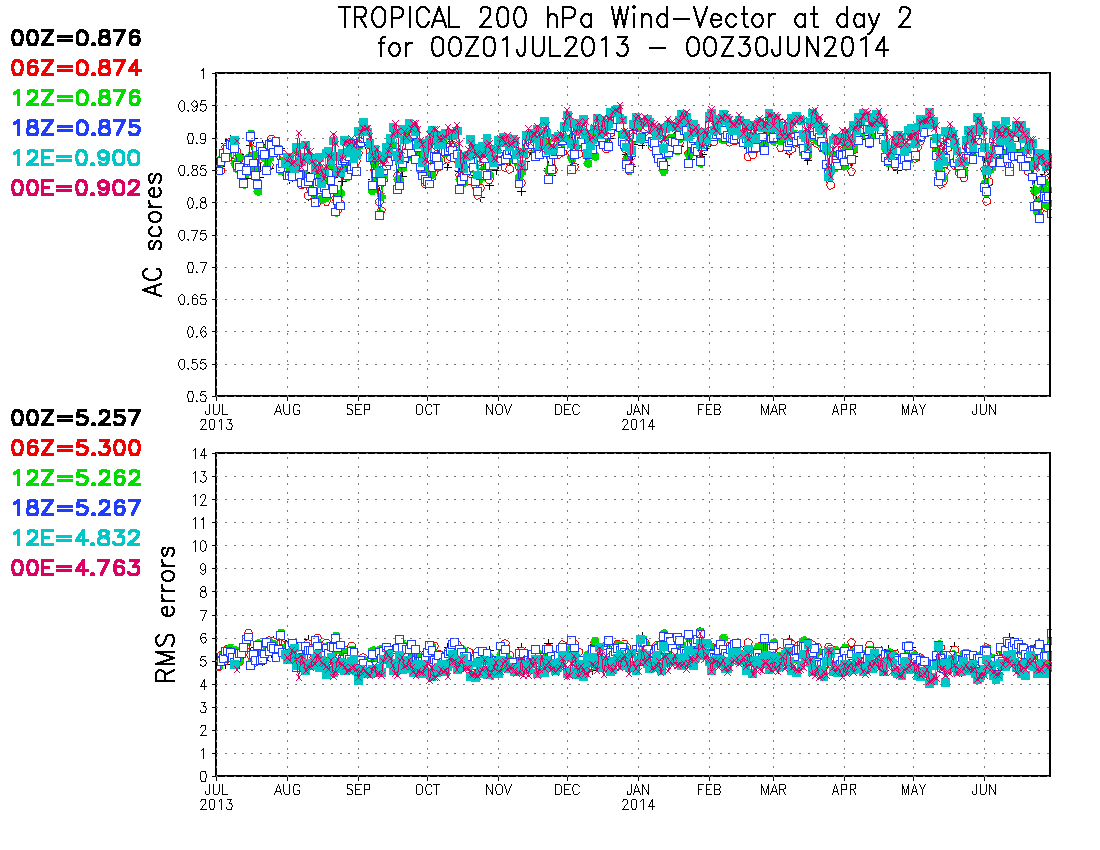 TROPICAL 200 hPa Wind-Vector at day 2
for 00Z01JUL2013 - 00Z30JUN2014
00Z=0.876
06Z=0.874
12Z=0.876
18Z=0.875
12E=0.900
00E=0.902
AC scores
1
0.95
0.9
0.85
0.8
0.75
0.7
0.65
0.6
0.55
0.5
JUL AUG SEP OCT NOV DEC JAN FEB MAR APR MAY JUN
2013 2014
00Z=5.257
06Z=5.300
12Z=5.262
18Z=5.267
12E=4.832
00E=4.763
RMS errors
14
13
12
11
10
9
8
7
6
5
4
3
2
1
0
JUL AUG SEP OCT NOV DEC JAN FEB MAR APR MAY JUN
2013 2014